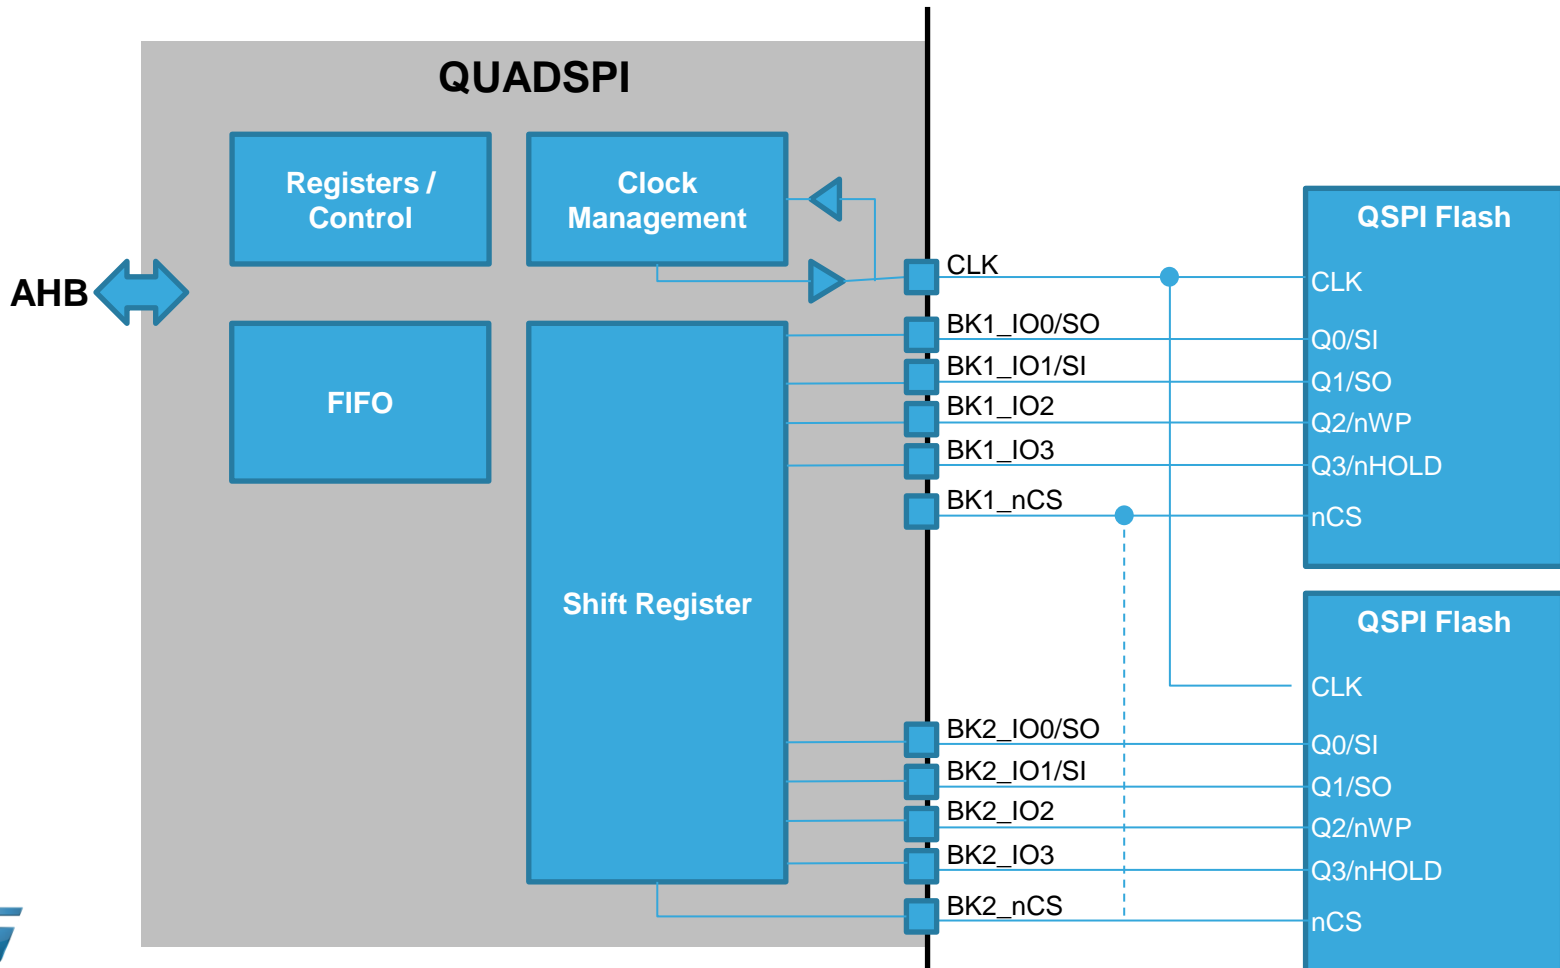 QUADSPI
Registers /
Control
Clock
Management
AHB
FIFO
Shift Register
CLK
BK1_IO0/SO
BK1_IO1/SI
BK1_IO2
BK1_IO3
BK1_nCS
BK2_IO0/SO
BK2_IO1/SI
BK2_IO2
BK2_IO3
BK2_nCS
QSPI Flash
CLK
Q0/SI
Q1/SO
Q2/nWP
Q3/nHOLD
nCS
QSPI Flash
CLK
Q0/SI
Q1/SO
Q2/nWP
Q3/nHOLD
nCS